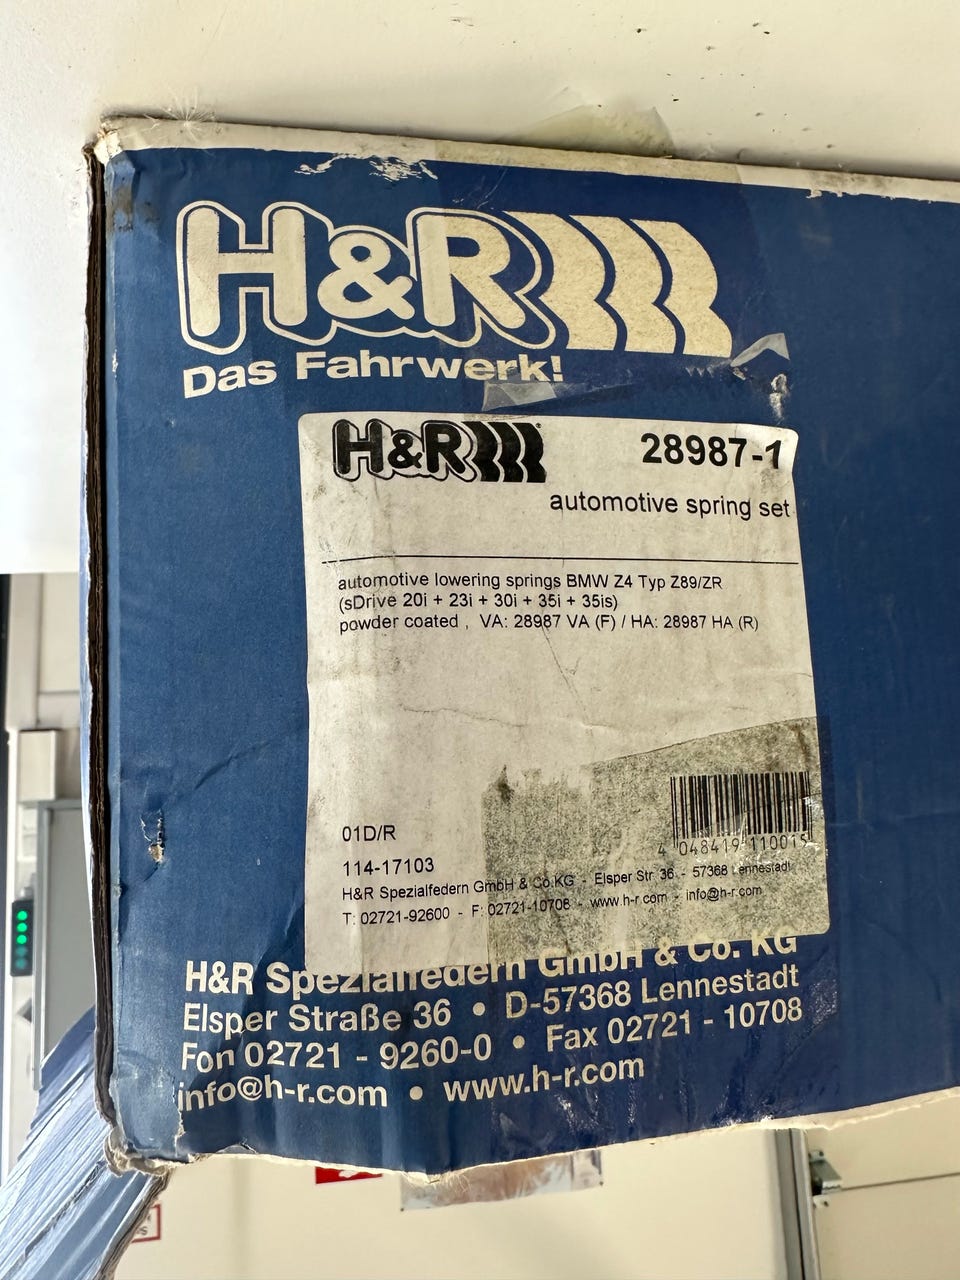 H&R
Das Fahrwerk!
H&R
28987-1
automotive spring set
automotive lowering springs BMW Z4 Typ Z89/ZR
(sDrive 20i + 23i + 30i + 35i + 35is)
powder coated , VA: 28987 VA (F) / HA: 28987 HA (R)
01D/R
4 048419 110015
114-17103
H&R Spezialfedern GmbH & Co.KG - Elsper Str. 36 - 57368 Lennestadt
T: 02721-92600 - F: 02721-10708 - www.h-r.com - info@h-r.com
H&R Spezialfedern GmbH & Co. KG
Elsper Straße 36 • D-57368 Lennestadt
Fon 02721 - 9260-0 • Fax 02721 - 10708
info@h-r.com • www.h-r.com